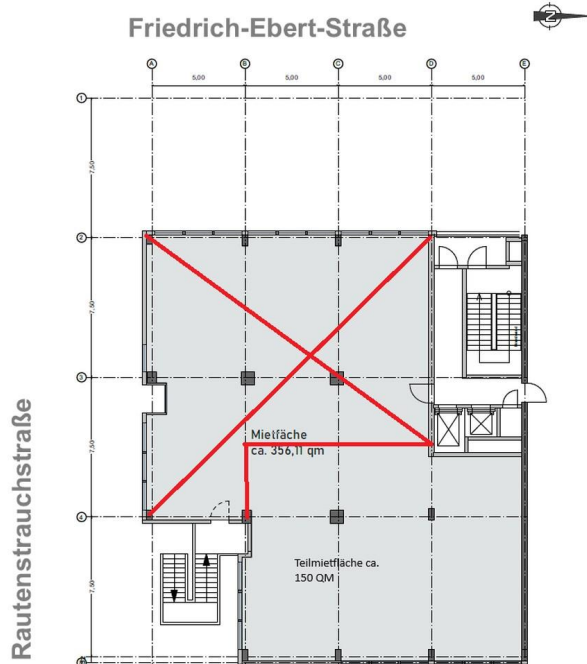 Friedrich-Ebert-Straße
N
A
B
C
D
E
5,00
5,00
5,00
5,00
1
7,50
2
7,50
3
7,50
4
7,50
Mietfläche
ca. 356,11 qm
Teilmietfläche ca.
150 QM
Rautenstrauchstraße